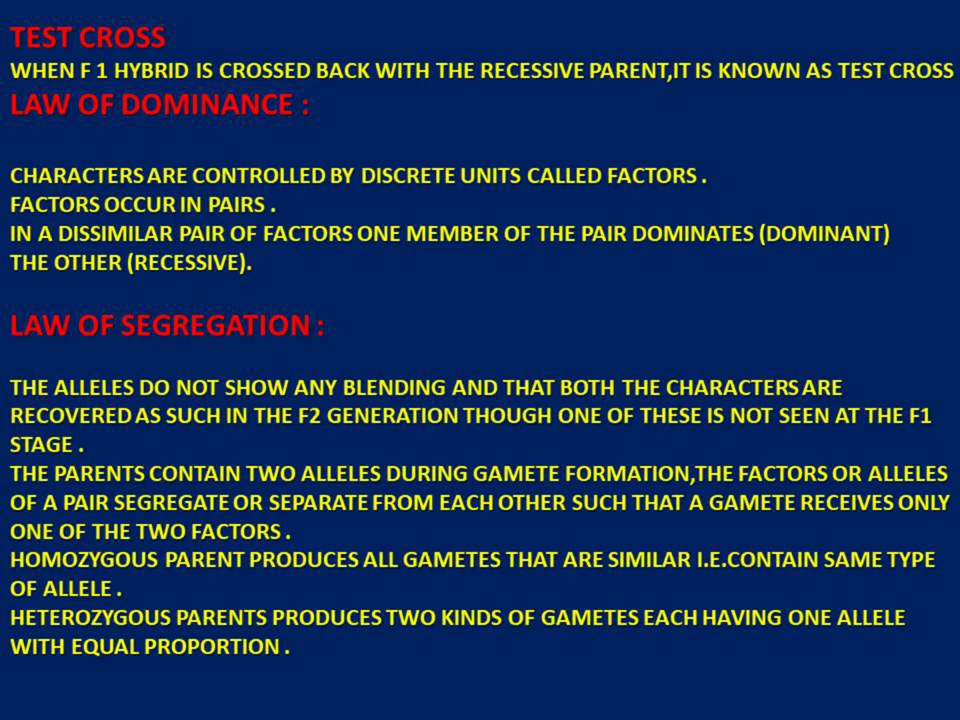 TEST CROSS
WHEN F 1 HYBRID IS CROSSED BACK WITH THE RECESSIVE PARENT,IT IS KNOWN AS TEST CROSS
LAW OF DOMINANCE :
CHARACTERS ARE CONTROLLED BY DISCRETE UNITS CALLED FACTORS .
FACTORS OCCUR IN PAIRS .
IN A DISSIMILAR PAIR OF FACTORS ONE MEMBER OF THE PAIR DOMINATES (DOMINANT)
THE OTHER (RECESSIVE).
LAW OF SEGREGATION :
THE ALLELES DO NOT SHOW ANY BLENDING AND THAT BOTH THE CHARACTERS ARE
RECOVERED AS SUCH IN THE F2 GENERATION THOUGH ONE OF THESE IS NOT SEEN AT THE F1
STAGE .
THE PARENTS CONTAIN TWO ALLELES DURING GAMETE FORMATION,THE FACTORS OR ALLELES
OF A PAIR SEGREGATE OR SEPARATE FROM EACH OTHER SUCH THAT A GAMETE RECEIVES ONLY
ONE OF THE TWO FACTORS .
HOMOZYGOUS PARENT PRODUCES ALL GAMETES THAT ARE SIMILAR I.E.CONTAIN SAME TYPE
OF ALLELE .
HETEROZYGOUS PARENTS PRODUCES TWO KINDS OF GAMETES EACH HAVING ONE ALLELE
WITH EQUAL PROPORTION .